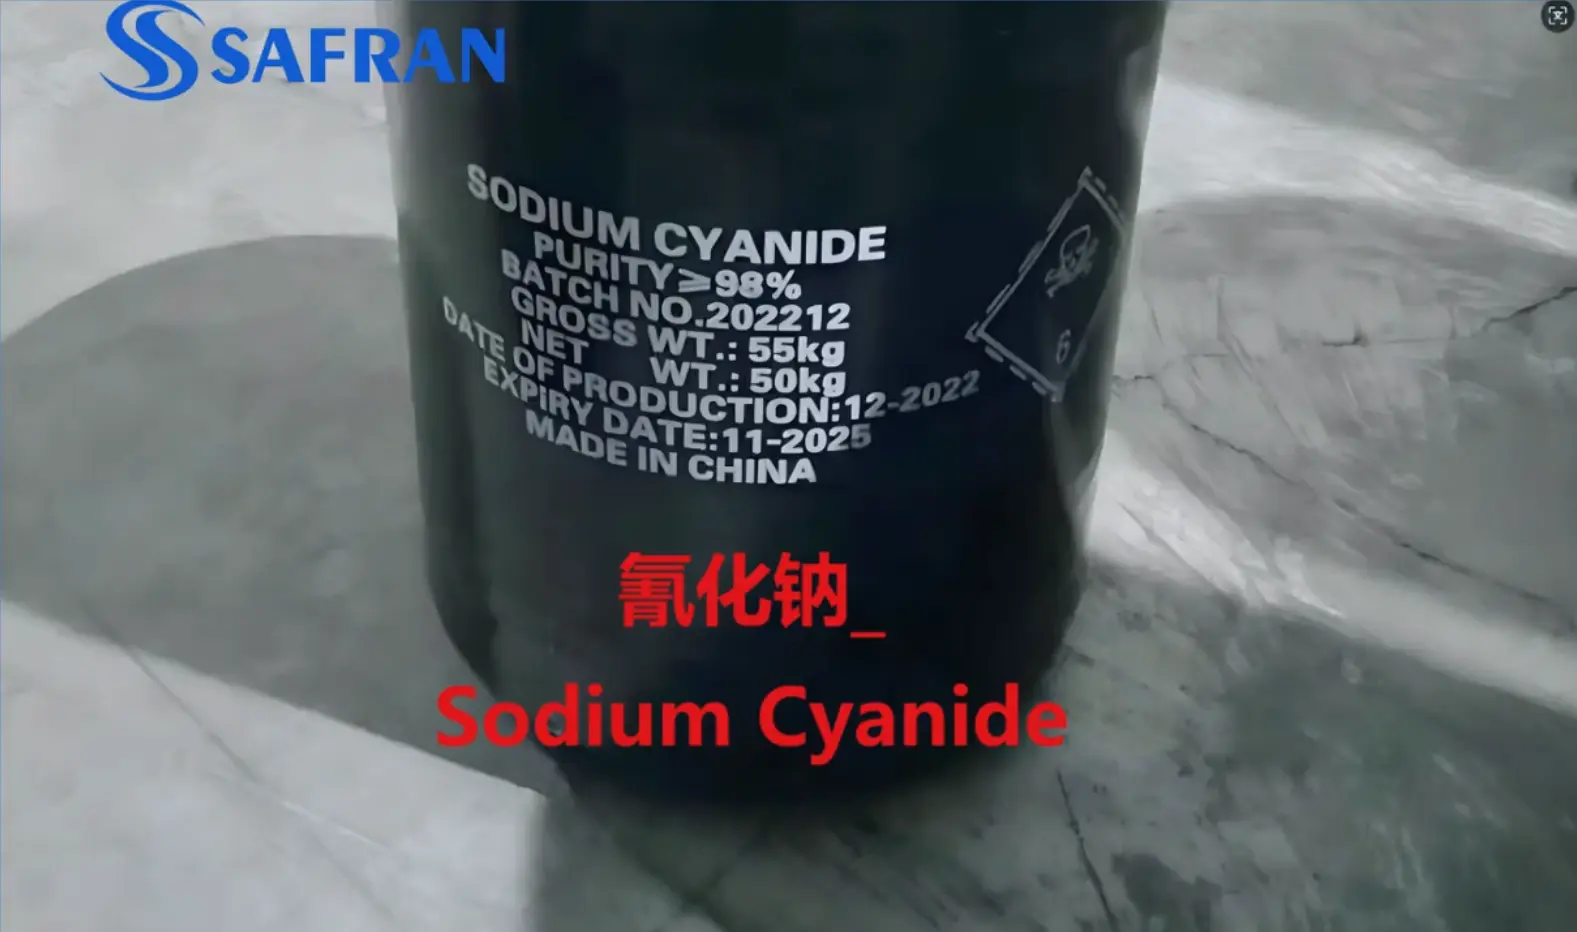 SAFRAN
SODIUM CYANIDE
PURITY≥98%
BATCH NO.202212
GROSS WT.: 55kg
NET WT.: 50kg
DATE OF PRODUCTION:12-2022
EXPIRY DATE:11-2025
MADE IN CHINA
6
氰化钠_
Sodium Cyanide